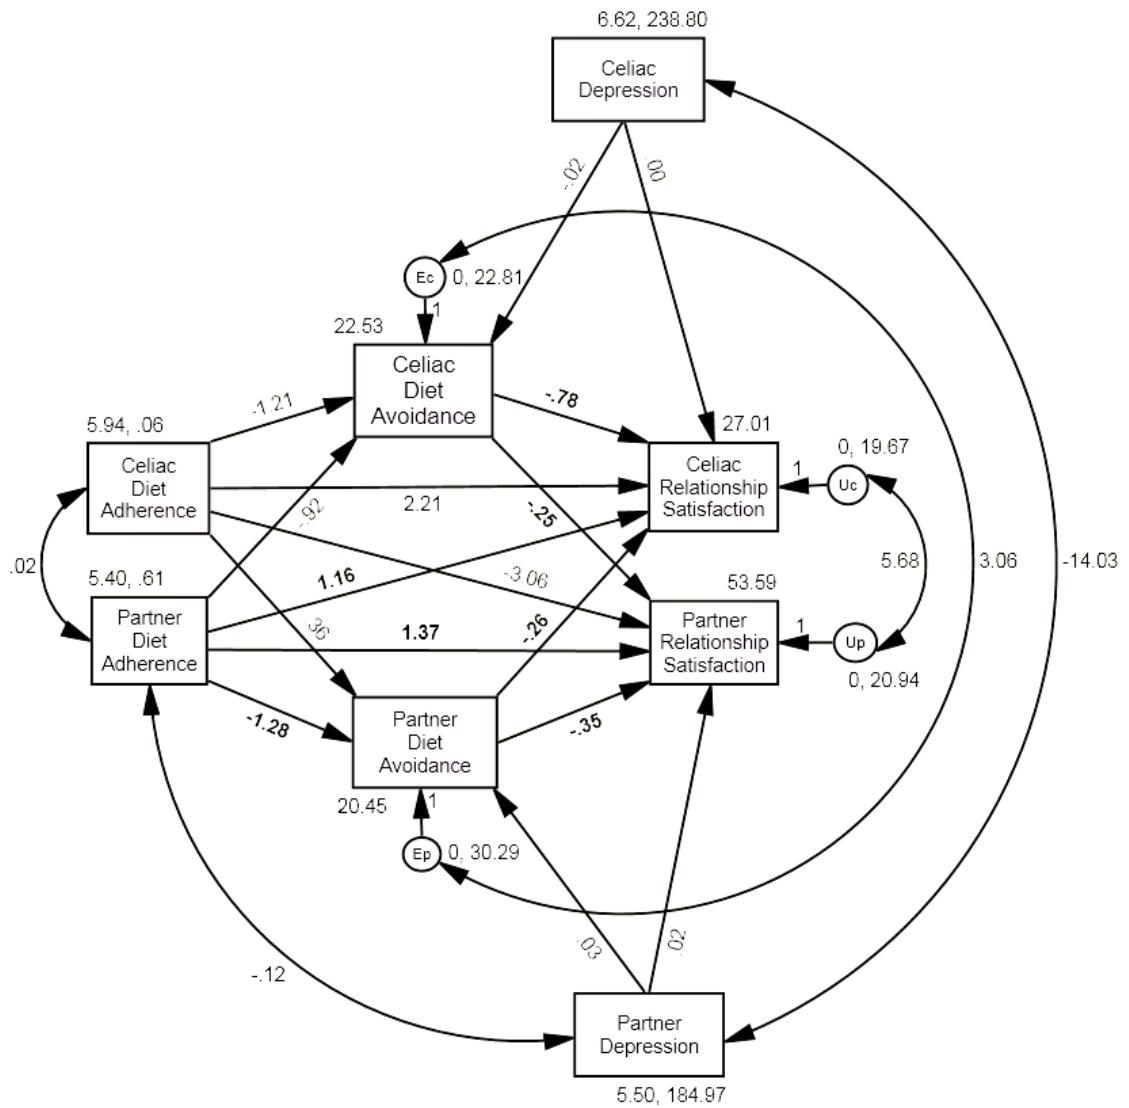 6.62, 238.80
Celiac
Depression
-.02
.00
Ec
0, 22.81
1
22.53
Celiac
Diet
Avoidance
-1.21
-.78
5.94, .06
27.01
Celiac
Diet
Adherence
Celiac
Relationship
Satisfaction
0, 19.67
1
Uc
2.21
-.92
-.25
.02
5.40, .61
1.16
-3.06
5.68
3.06
-14.03
53.59
Partner
Diet
Adherence
.36
1.37
-.26
Partner
Relationship
Satisfaction
1
Up
0, 20.94
-1.28
-.35
Partner
Diet
Avoidance
20.45
1
Ep
0, 30.29
.03
.02
-.12
Partner
Depression
5.50, 184.97